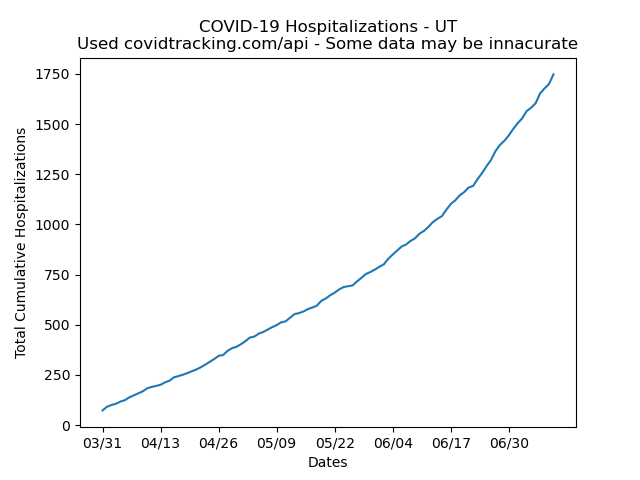 COVID-19 Hospitalizations - UT
Used covidtracking.com/api - Some data may be innacurate
1750
1500
1250
1000
750
500
250
0
Total Cumulative Hospitalizations
03/31 04/13 04/26 05/09 05/22 06/04 06/17 06/30
Dates